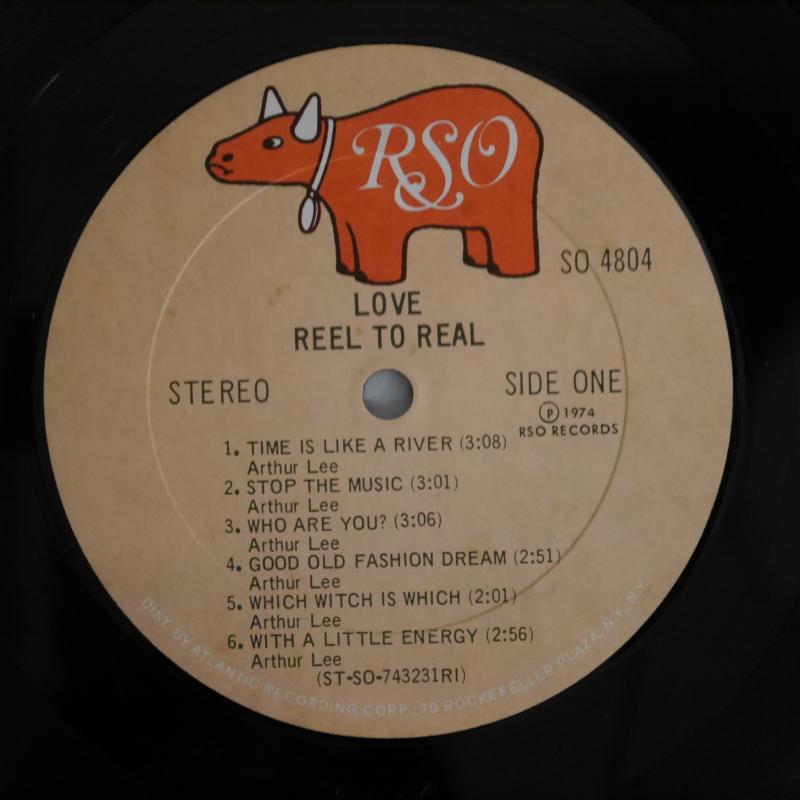 RSO
SO 4804
LOVE
REEL TO REAL
STEREO
SIDE ONE
℗ 1974
RSO RECORDS
1. TIME IS LIKE A RIVER (3:08)
Arthur Lee
2. STOP THE MUSIC (3:01)
Arthur Lee
3. WHO ARE YOU? (3:06)
Arthur Lee
4. GOOD OLD FASHION DREAM (2:51)
Arthur Lee
5. WHICH WITCH IS WHICH (2:01)
Arthur Lee
6. WITH A LITTLE ENERGY (2:56)
Arthur Lee
(ST-SO-743231RI)
DIST. BY ATLANTIC RECORDING CORP., 75 ROCKEFELLER PLAZA, N.Y., N.Y.